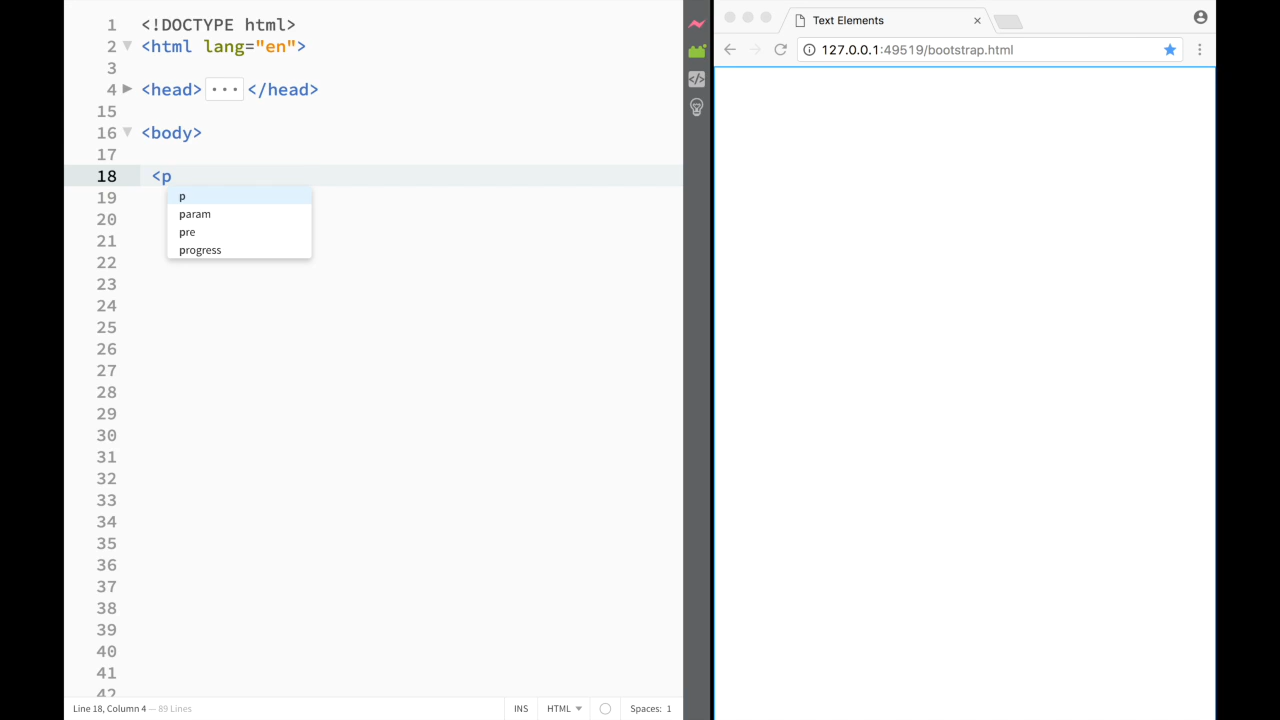 1 <!DOCTYPE html>
2 <html lang="en">
3
4 <head> ··· </head>
15
16 <body>
17
18 <p
p
param
pre
progress
19
20
21
22
23
24
25
26
27
28
29
30
31
32
33
34
35
36
37
38
39
40
41
42
Line 18, Column 4 — 89 Lines
INS
HTML
Spaces: 1
Text Elements
127.0.0.1:49519/bootstrap.html